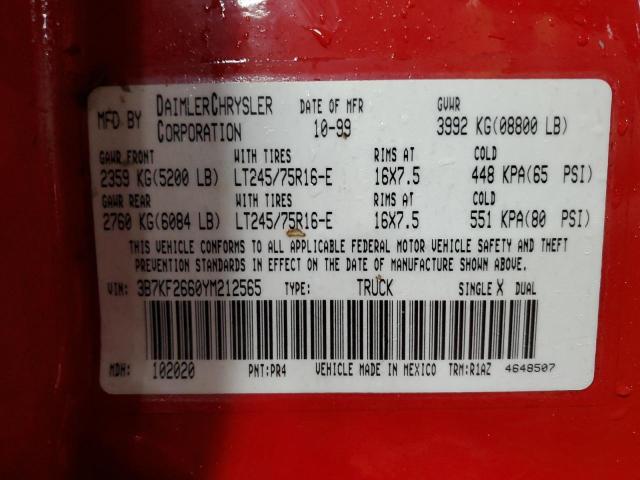 MFD BY DAIMLERCHRYSLER CORPORATION DATE OF MFR 10-99 GVWR 3992 KG(08800 LB)
GAWR FRONT WITH TIRES RIMS AT COLD
2359 KG(5200 LB) LT245/75R16-E 16X7.5 448 KPA(65 PSI)
GAWR REAR WITH TIRES RIMS AT COLD
2760 KG(6084 LB) LT245/75R16-E 16X7.5 551 KPA(80 PSI)
THIS VEHICLE CONFORMS TO ALL APPLICABLE FEDERAL MOTOR VEHICLE SAFETY AND THEFT
PREVENTION STANDARDS IN EFFECT ON THE DATE OF MANUFACTURE SHOWN ABOVE.
VIN: 3B7KF2660YM212565 TYPE: TRUCK SINGLE X DUAL
MDH: 102020 PNT:PR4 VEHICLE MADE IN MEXICO TRM:R1AZ 4648507